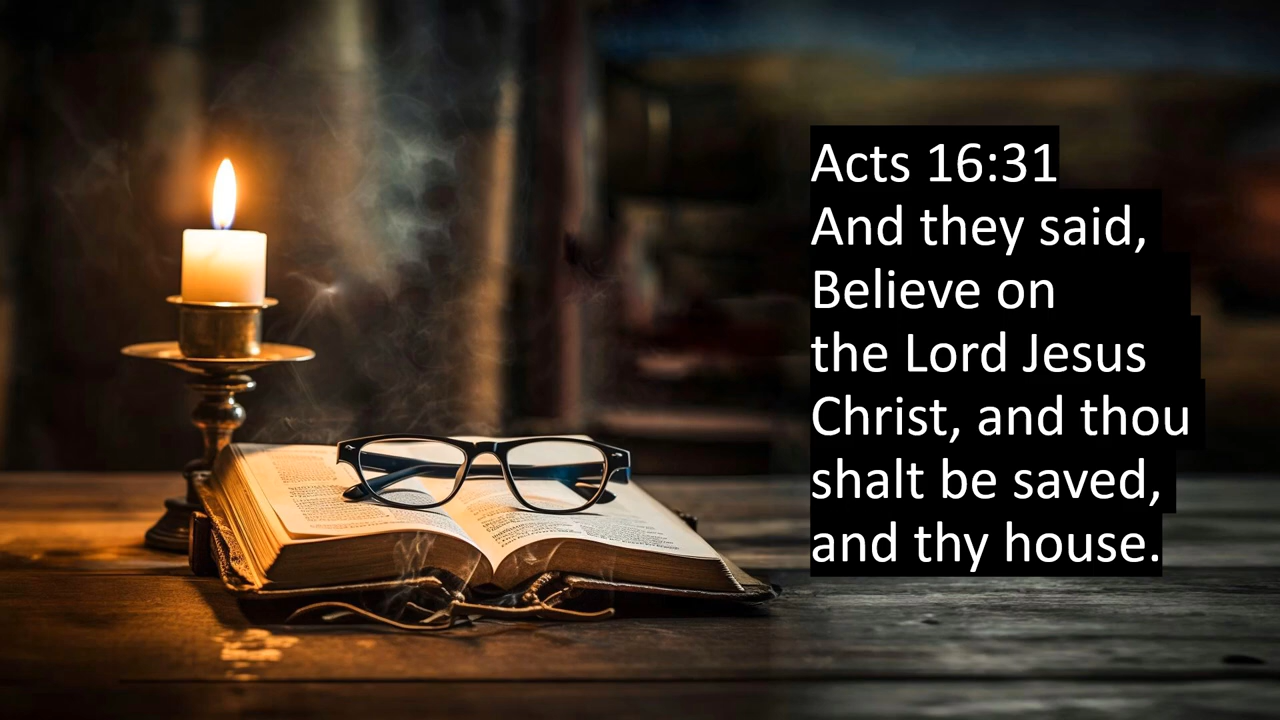 Acts 16:31
And they said,
Believe on
the Lord Jesus
Christ, and thou
shalt be saved,
and thy house.